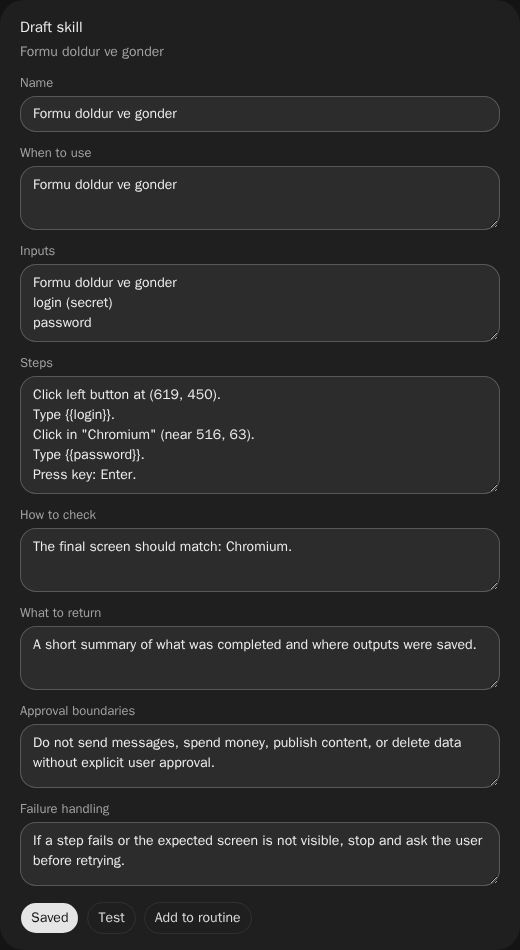 Draft skill
Formu doldur ve gonder
Name
Formu doldur ve gonder
When to use
Formu doldur ve gonder
Inputs
Formu doldur ve gonder
login (secret)
password
Steps
Click left button at (619, 450).
Type {{login}}.
Click in "Chromium" (near 516, 63).
Type {{password}}.
Press key: Enter.
How to check
The final screen should match: Chromium.
What to return
A short summary of what was completed and where outputs were saved.
Approval boundaries
Do not send messages, spend money, publish content, or delete data
without explicit user approval.
Failure handling
If a step fails or the expected screen is not visible, stop and ask the user
before retrying.
Saved Test Add to routine